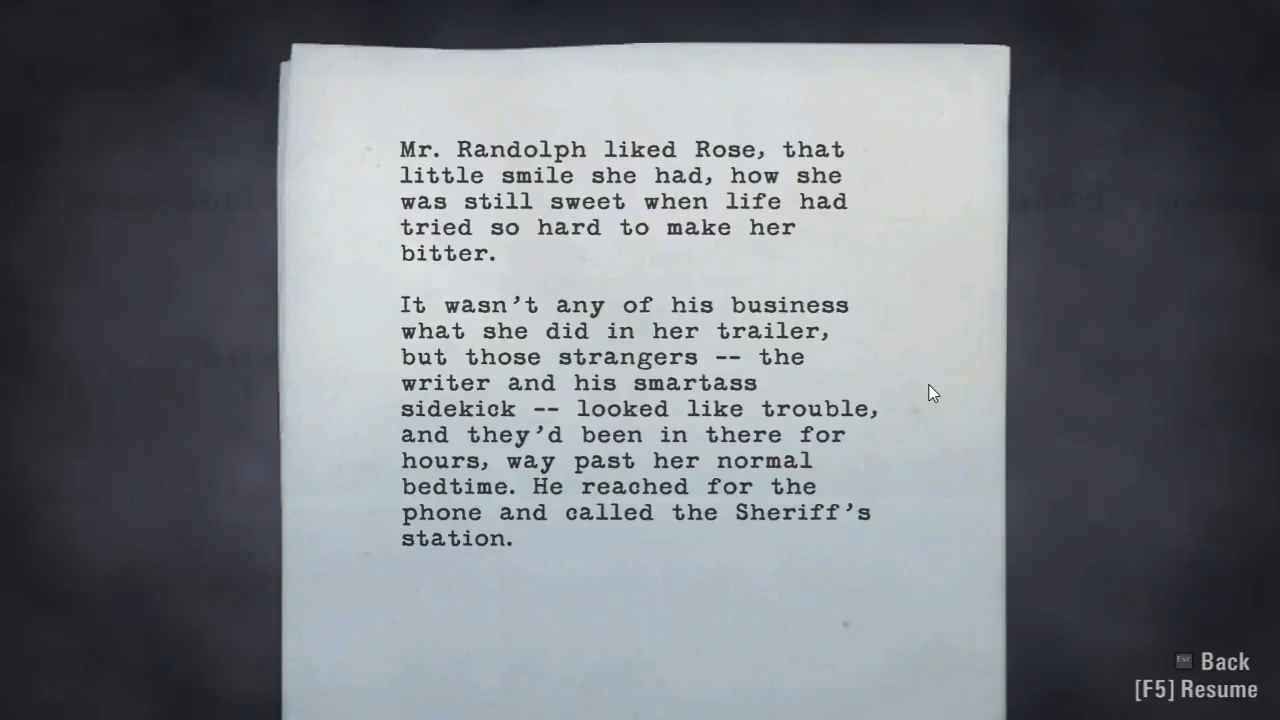 Mr. Randolph liked Rose, that
little smile she had, how she
was still sweet when life had
tried so hard to make her
bitter.
It wasn't any of his business
what she did in her trailer,
but those strangers -- the
writer and his smartass
sidekick -- looked like trouble,
and they'd been in there for
hours, way past her normal
bedtime. He reached for the
phone and called the Sheriff's
station.
Esc Back
[F5] Resume